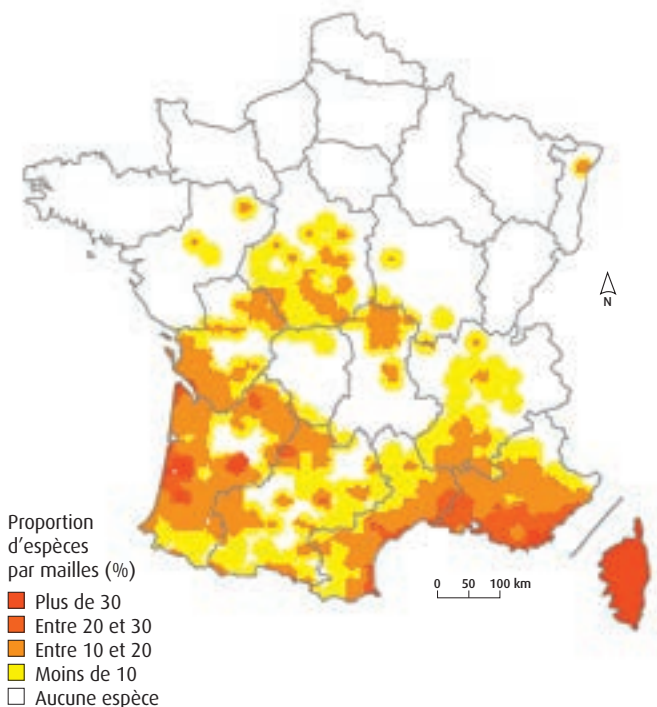 N
0 50 100 km
Proportion
d'espèces
par mailles (%)
Plus de 30
Entre 20 et 30
Entre 10 et 20
Moins de 10
Aucune espèce